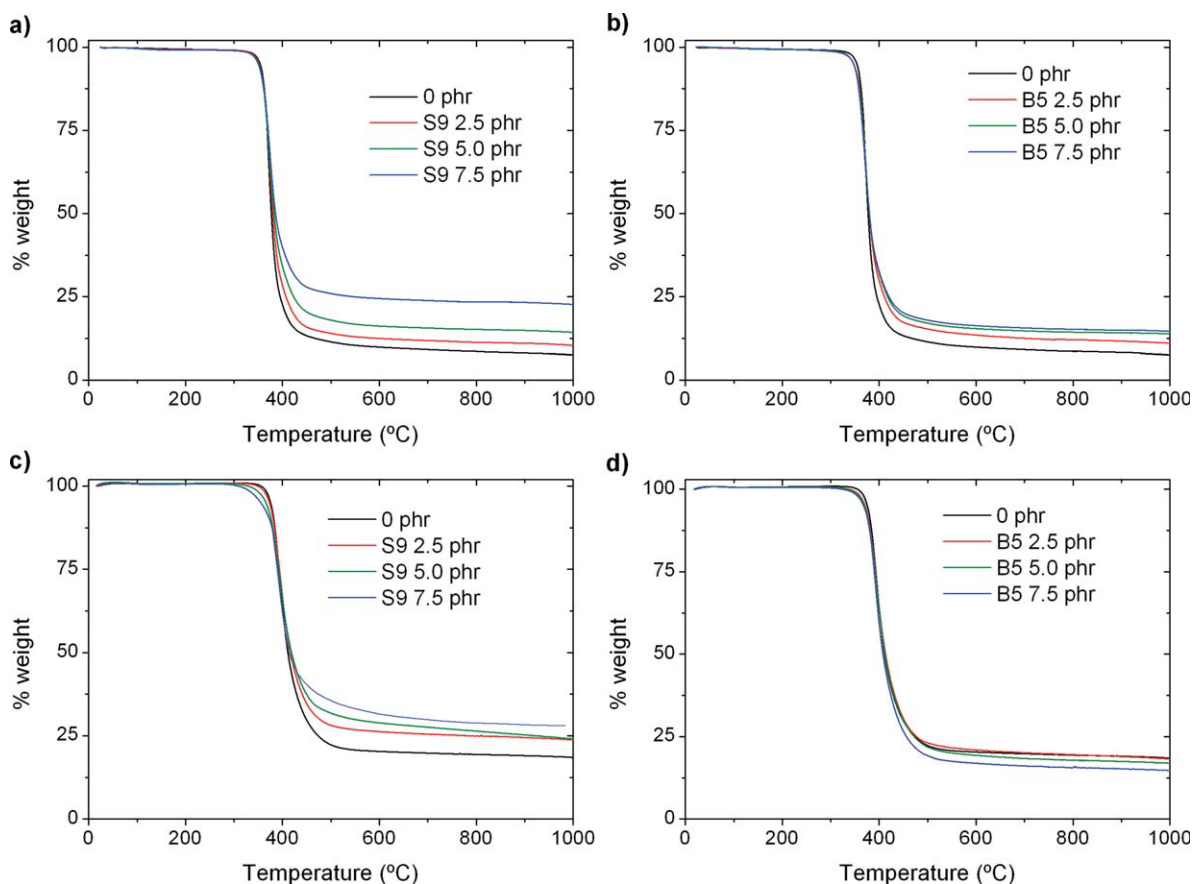 a)
100
75
50
25
0
% weight
0 phr
S9 2.5 phr
S9 5.0 phr
S9 7.5 phr
0 200 400 600 800 1000
Temperature (ºC)
b)
100
75
50
25
0
% weight
0 phr
B5 2.5 phr
B5 5.0 phr
B5 7.5 phr
0 200 400 600 800 1000
Temperature (ºC)
c)
100
75
50
25
0
% weight
0 phr
S9 2.5 phr
S9 5.0 phr
S9 7.5 phr
0 200 400 600 800 1000
Temperature (ºC)
d)
100
75
50
25
0
% weight
0 phr
B5 2.5 phr
B5 5.0 phr
B5 7.5 phr
0 200 400 600 800 1000
Temperature (ºC)